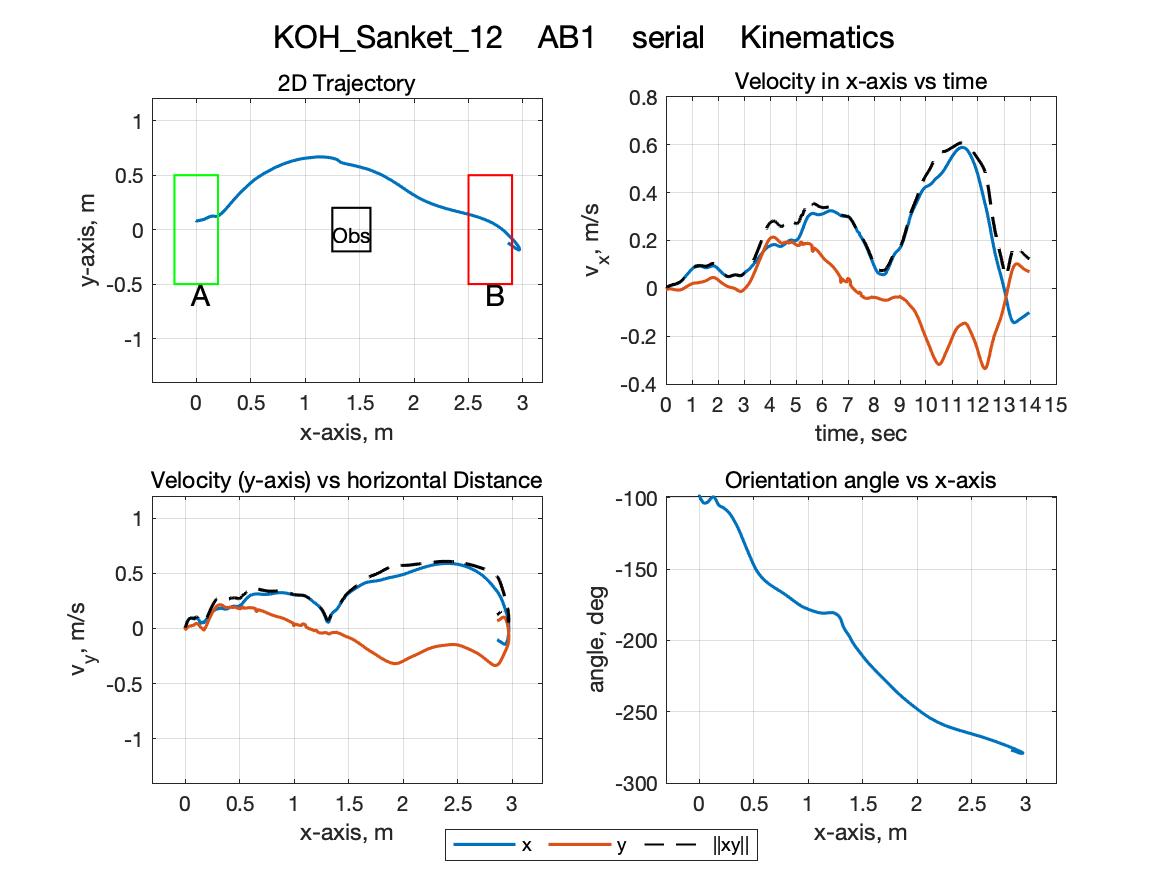 KOH_Sanket_12 AB1 serial Kinematics
2D Trajectory
1
0.5
0
-0.5
-1
y-axis, m
A
Obs
B
0 0.5 1 1.5 2 2.5 3
x-axis, m
Velocity in x-axis vs time
0.8
0.6
0.4
0.2
0
-0.2
-0.4
vx, m/s
0 1 2 3 4 5 6 7 8 9 10 11 12 13 14 15
time, sec
Velocity (y-axis) vs horizontal Distance
1
0.5
0
-0.5
-1
vy, m/s
0 0.5 1 1.5 2 2.5 3
x-axis, m
Orientation angle vs x-axis
-100
-150
-200
-250
-300
angle, deg
0 0.5 1 1.5 2 2.5 3
x-axis, m
x y ||xy||